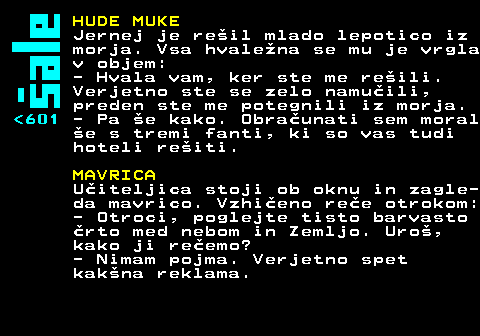 šale
<601
HUDE MUKE
Jernej je rešil mlado lepotico iz
morja. Vsa hvaležna se mu je vrgla
v objem:
- Hvala vam, ker ste me rešili.
Verjetno ste se zelo namučili,
preden ste me potegnili iz morja.
- Pa še kako. Obračunati sem moral
še s tremi fanti, ki so vas tudi
hoteli rešiti.
MAVRICA
Učiteljica stoji ob oknu in zagle-
da mavrico. Vzhičeno reče otrokom:
- Otroci, poglejte tisto barvasto
črto med nebom in Zemljo. Uroš,
kako ji rečemo?
- Nimam pojma. Verjetno spet
kakšna reklama.